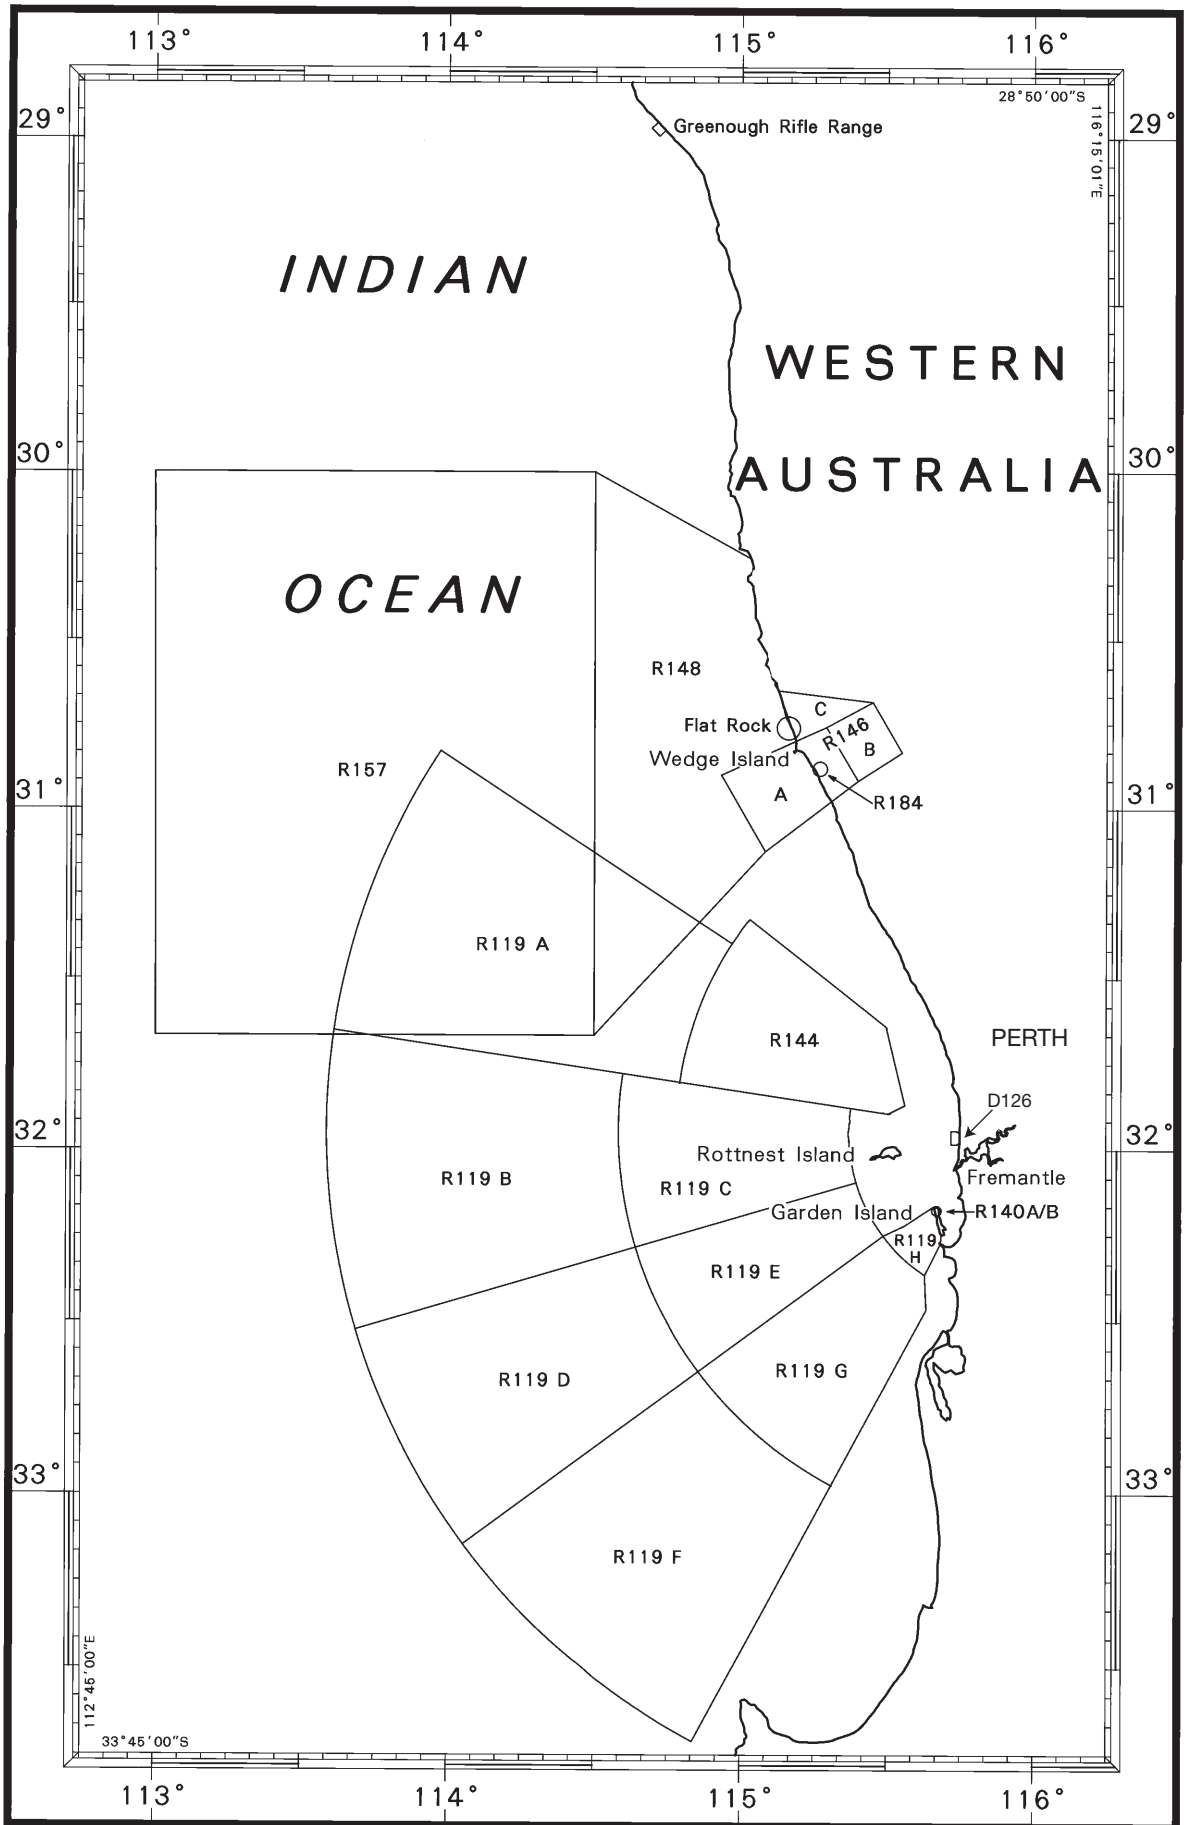 113° 114° 115° 116°
28°50'00"S
116°15'01"E
29° 29°
Greenough Rifle Range
INDIAN
WESTERN
AUSTRALIA
30° 30°
OCEAN
R148
C
Flat Rock
R146
B
Wedge Island
R157
A
R184
31° 31°
R119 A
R144
PERTH
D126
32° 32°
Rottnest Island
Fremantle
R119 B
R119 C
Garden Island
R140A/B
R119
H
R119 E
R119 G
R119 D
33° 33°
R119 F
112°45'00"E
33°45'00"S
113° 114° 115° 116°